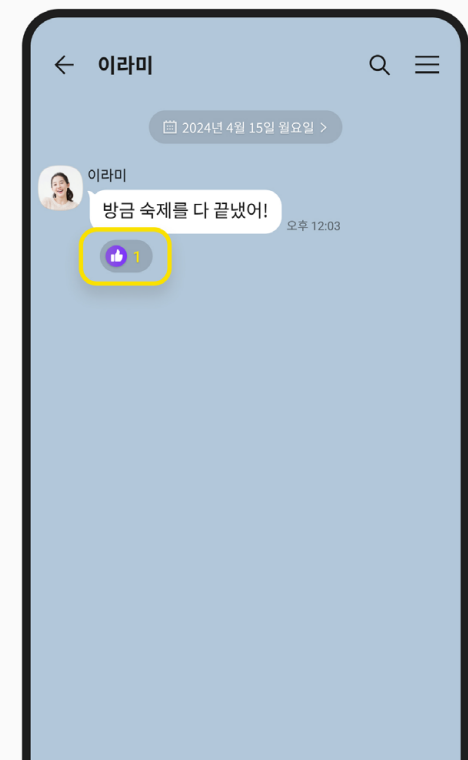 이라미
2024년 4월 15일 월요일 >
이라미
방금 숙제를 다 끝냈어!
오후 12:03
1